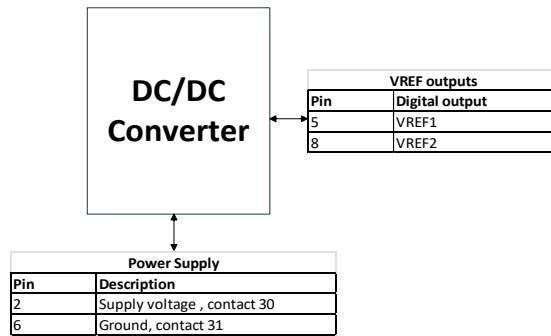 DC/DC
Converter
VREF outputs
Pin Digital output
5 VREF1
8 VREF2
Power Supply
Pin Description
2 Supply voltage , contact 30
6 Ground, contact 31